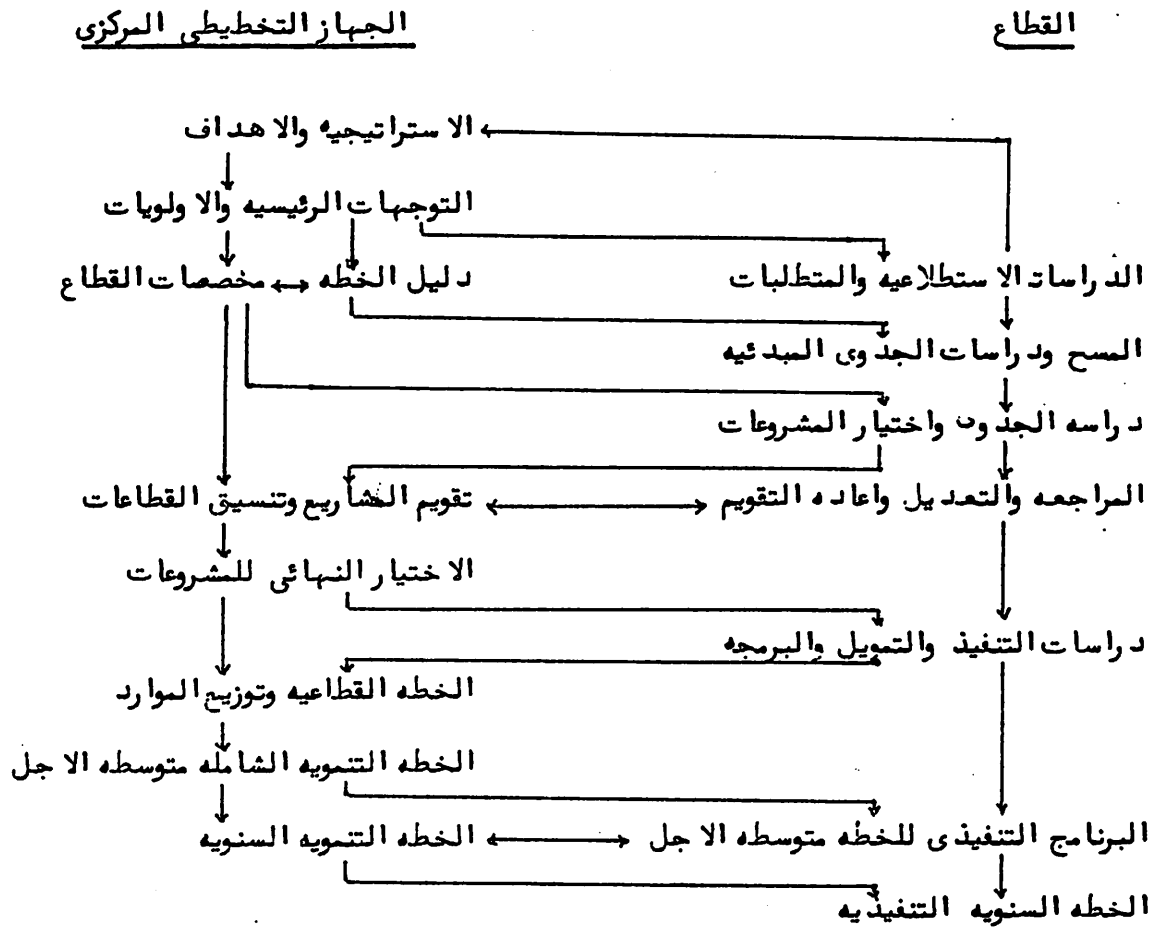 القطاع
الجهاز التخطيطى المركزى
الاستراتيجيه والاهداف
التوجهات الرئيسيه والاولويات
الدراسات الاستطلاعيه والمتطلبات
دليل الخطه ↔ مخصصات القطاع
المسح ودراسات الجدوى المبدئيه
دراسه الجدوى واختيار المشروعات
المراجعه والتعديل واعاده التقويم
تقويم المشاريع وتنسيق القطاعات
الاختيار النهائى للمشروعات
دراسات التنفيذ والتمويل والبرمجه
الخطه القطاعيه وتوزيع الموارد
الخطه التنمويه الشامله متوسطه الاجل
البرنامج التنفيذى للخطه متوسطه الاجل
الخطه التنمويه السنويه
الخطه السنويه التنفيذيه